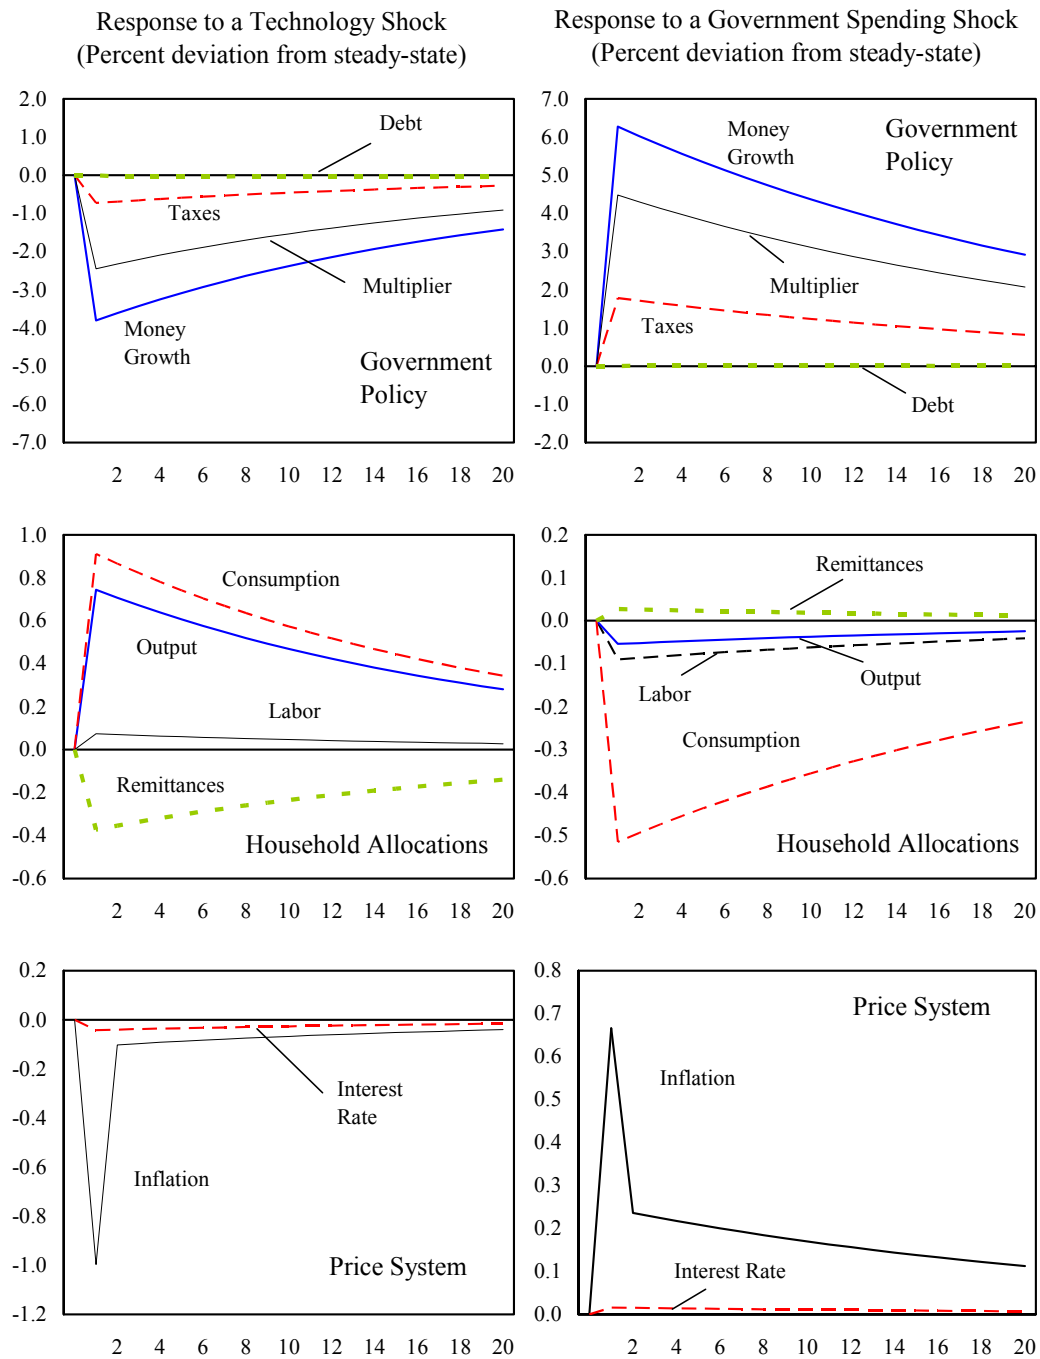 Response to a Technology Shock
(Percent deviation from steady-state)
Response to a Government Spending Shock
(Percent deviation from steady-state)
2.0
1.0
0.0
-1.0
-2.0
-3.0
-4.0
-5.0
-6.0
-7.0
Debt
Taxes
Multiplier
Money
Growth
Government
Policy
2 4 6 8 10 12 14 16 18 20
7.0
6.0
5.0
4.0
3.0
2.0
1.0
0.0
-1.0
-2.0
Money
Growth
Government
Policy
Multiplier
Taxes
Debt
2 4 6 8 10 12 14 16 18 20
1.0
0.8
0.6
0.4
0.2
0.0
-0.2
-0.4
-0.6
Consumption
Output
Labor
Remittances
Household Allocations
2 4 6 8 10 12 14 16 18 20
0.2
0.1
0.0
-0.1
-0.2
-0.3
-0.4
-0.5
-0.6
Remittances
Labor
Output
Consumption
Household Allocations
2 4 6 8 10 12 14 16 18 20
0.2
0.0
-0.2
-0.4
-0.6
-0.8
-1.0
-1.2
Interest
Rate
Inflation
Price System
2 4 6 8 10 12 14 16 18 20
0.8
0.7
0.6
0.5
0.4
0.3
0.2
0.1
0.0
Price System
Inflation
Interest Rate
2 4 6 8 10 12 14 16 18 20